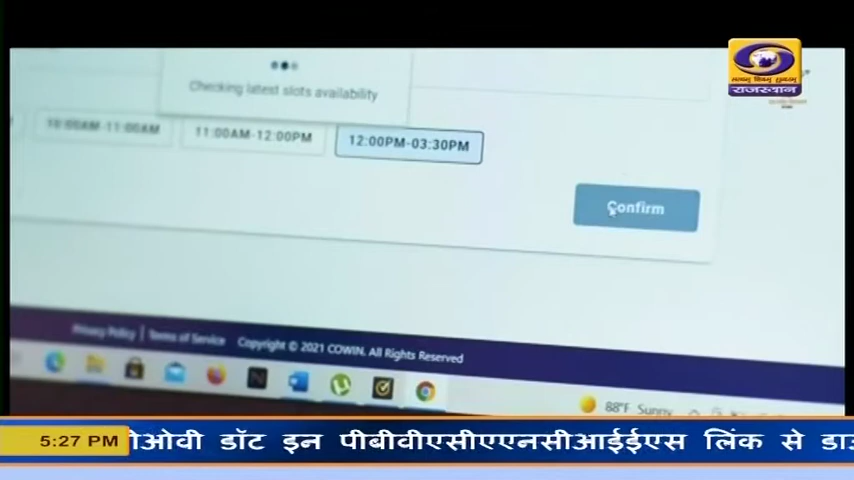 Checking latest slots availability
राजस्थान
10:00AM-11:00AM
11:00AM-12:00PM
12:00PM-03:30PM
Confirm
Privacy Policy | Terms of Service Copyright © 2021 COWIN. All Rights Reserved
88°F Sunny
5:27 PM
ीओवी डॉट इन पीबीवीएसीएएनसीआईईएस लिंक से डाउ